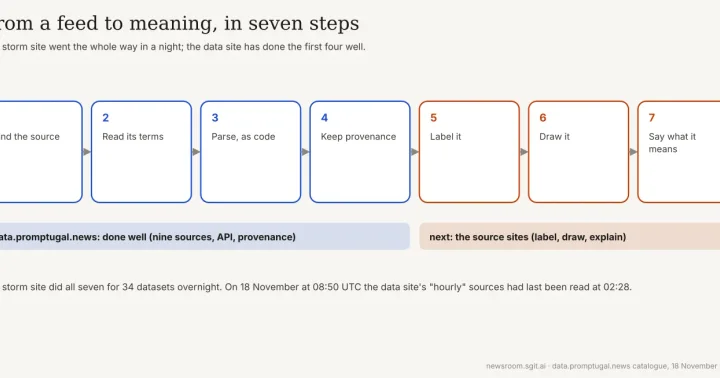 rom a feed to meaning, in seven steps
storm site went the whole way in a night; the data site has done the first four well.
nd the source
2
Read its terms
3
Parse, as code
4
Keep provenance
5
Label it
6
Draw it
7
Say what it
means
ata.promptugal.news: done well (nine sources, API, provenance)
next: the source sites (label, draw, explain)
storm site did all seven for 34 datasets overnight. On 18 November at 08:50 UTC the data site's "hourly" sources had last been read at 02:28.
newsroom.sgit.ai · data.promptugal.news catalogue, 18 November